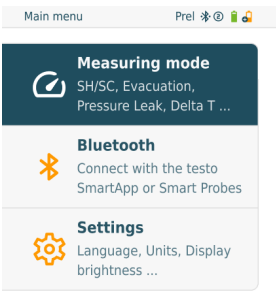 Main menu Prel 2
Measuring mode
SH/SC, Evacuation,
Pressure Leak, Delta T ...
Bluetooth
Connect with the testo
SmartApp or Smart Probes
Settings
Language, Units, Display
brightness ...